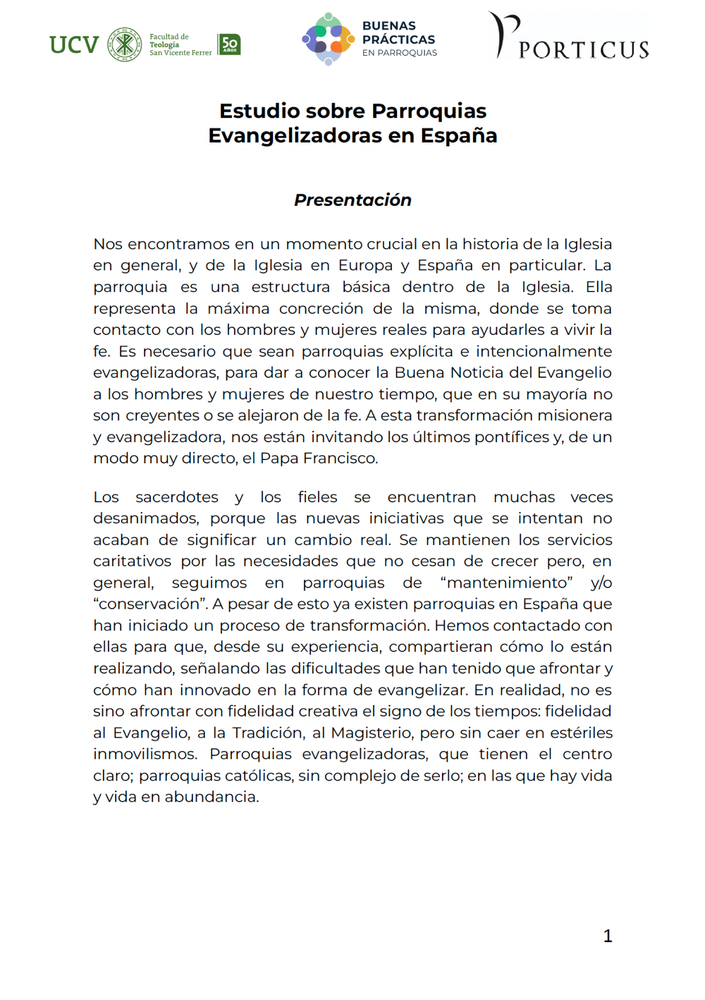 UCV
Facultad de
Teología
San Vicente Ferrer
50
AÑOS
BUENAS
PRÁCTICAS
EN PARROQUIAS
PORTICUS
Estudio sobre Parroquias
Evangelizadoras en España
Presentación
Nos encontramos en un momento crucial en la historia de la Iglesia
en general, y de la Iglesia en Europa y España en particular. La
parroquia es una estructura básica dentro de la Iglesia. Ella
representa la máxima concreción de la misma, donde se toma
contacto con los hombres y mujeres reales para ayudarles a vivir la
fe. Es necesario que sean parroquias explícita e intencionalmente
evangelizadoras, para dar a conocer la Buena Noticia del Evangelio
a los hombres y mujeres de nuestro tiempo, que en su mayoría no
son creyentes o se alejaron de la fe. A esta transformación misionera
y evangelizadora, nos están invitando los últimos pontífices y, de un
modo muy directo, el Papa Francisco.
Los sacerdotes y los fieles se encuentran muchas veces
desanimados, porque las nuevas iniciativas que se intentan no
acaban de significar un cambio real. Se mantienen los servicios
caritativos por las necesidades que no cesan de crecer pero, en
general, seguimos en parroquias de “mantenimiento” y/o
“conservación”. A pesar de esto ya existen parroquias en España que
han iniciado un proceso de transformación. Hemos contactado con
ellas para que, desde su experiencia, compartieran cómo lo están
realizando, señalando las dificultades que han tenido que afrontar y
cómo han innovado en la forma de evangelizar. En realidad, no es
sino afrontar con fidelidad creativa el signo de los tiempos: fidelidad
al Evangelio, a la Tradición, al Magisterio, pero sin caer en estériles
inmovilismos. Parroquias evangelizadoras, que tienen el centro
claro; parroquias católicas, sin complejo de serlo; en las que hay vida
y vida en abundancia.
1